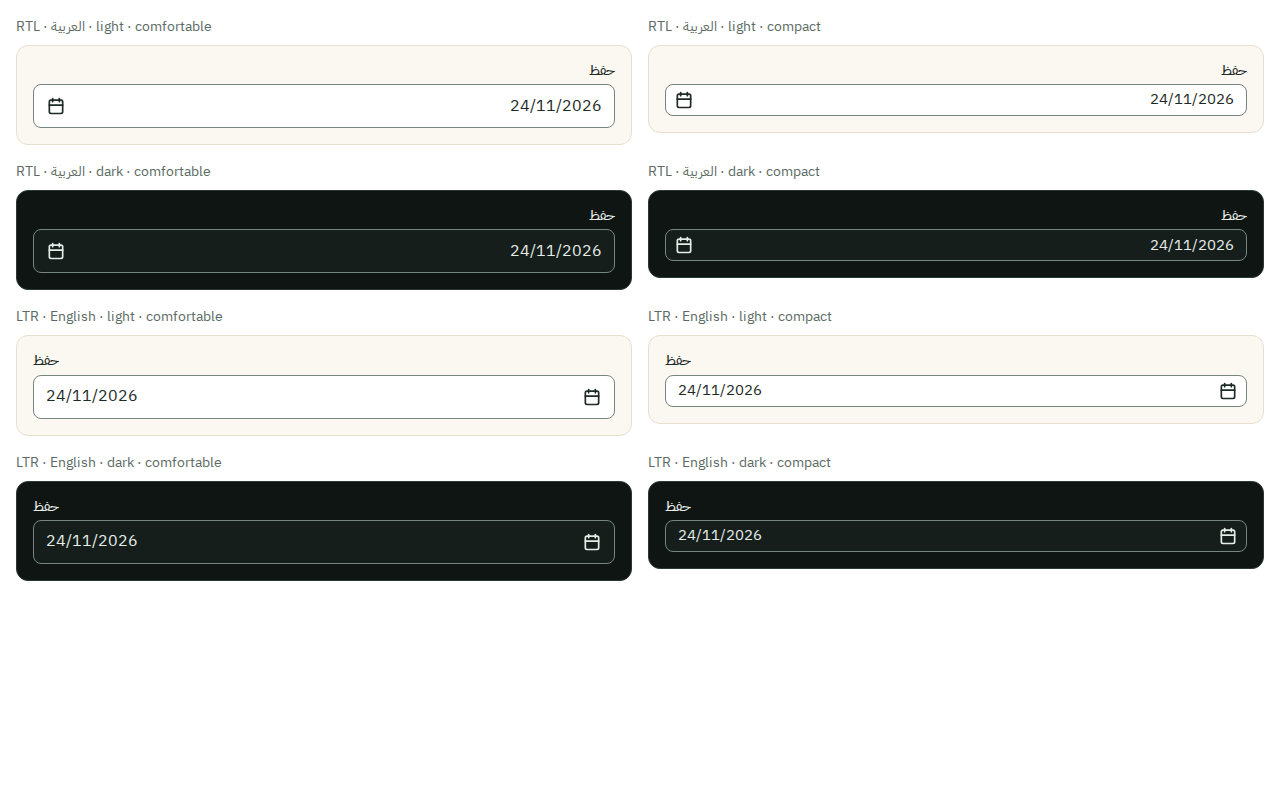 RTL · العربية · light · comfortable
حفظ
24/11/2026
RTL · العربية · light · compact
حفظ
24/11/2026
RTL · العربية · dark · comfortable
حفظ
24/11/2026
RTL · العربية · dark · compact
حفظ
24/11/2026
LTR · English · light · comfortable
حفظ
24/11/2026
LTR · English · light · compact
حفظ
24/11/2026
LTR · English · dark · comfortable
حفظ
24/11/2026
LTR · English · dark · compact
حفظ
24/11/2026